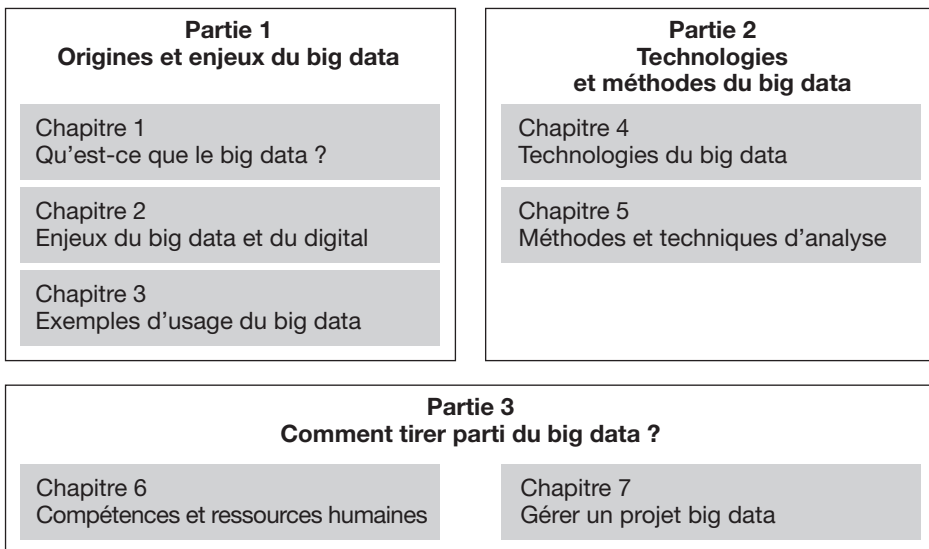 Partie 1
Origines et enjeux du big data
Chapitre 1
Qu’est-ce que le big data ?
Chapitre 2
Enjeux du big data et du digital
Chapitre 3
Exemples d’usage du big data
Partie 2
Technologies
et méthodes du big data
Chapitre 4
Technologies du big data
Chapitre 5
Méthodes et techniques d’analyse
Partie 3
Comment tirer parti du big data ?
Chapitre 6
Compétences et ressources humaines
Chapitre 7
Gérer un projet big data